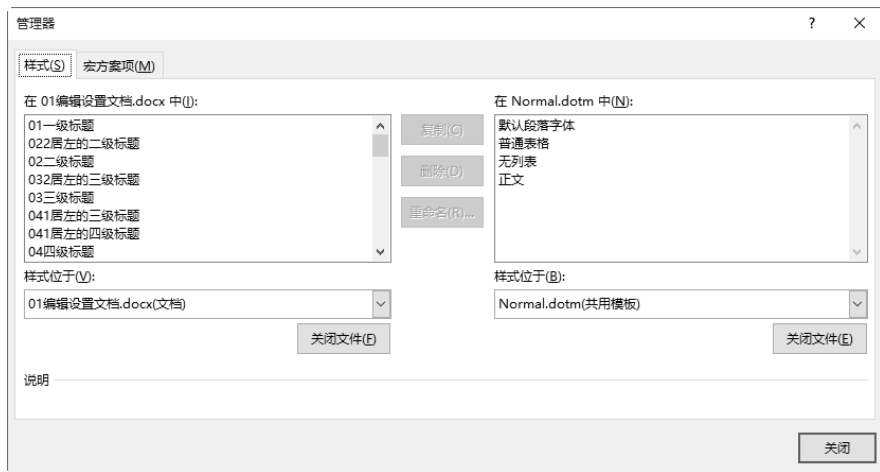 管理器
? ×
样式(S) 宏方案项(M)
在 01编辑设置文档.docx 中(I):
01一级标题
022居左的二级标题
02二级标题
032居左的三级标题
03三级标题
041居左的三级标题
041居左的四级标题
04四级标题
复制(C)
删除(D)
重命名(R)...
在 Normal.dotm 中(N):
默认段落字体
普通表格
无列表
正文
样式位于(V):
01编辑设置文档.docx(文档)
关闭文件(F)
样式位于(B):
Normal.dotm(共用模板)
关闭文件(E)
说明
关闭